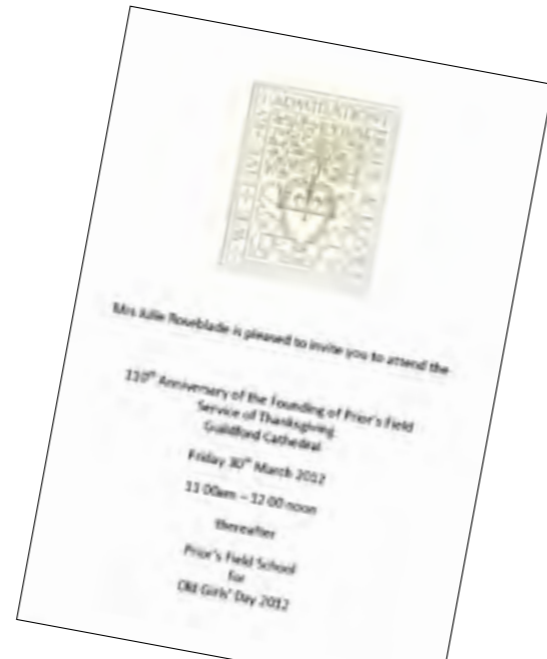 Mrs Julie Roseblade is pleased to invite you to attend the
110th Anniversary of the Founding of Prior's Field
Service of Thanksgiving
Guildford Cathedral
Friday 30th March 2012
11.00am – 12.00 noon
thereafter
Prior's Field School
for
Old Girls' Day 2012